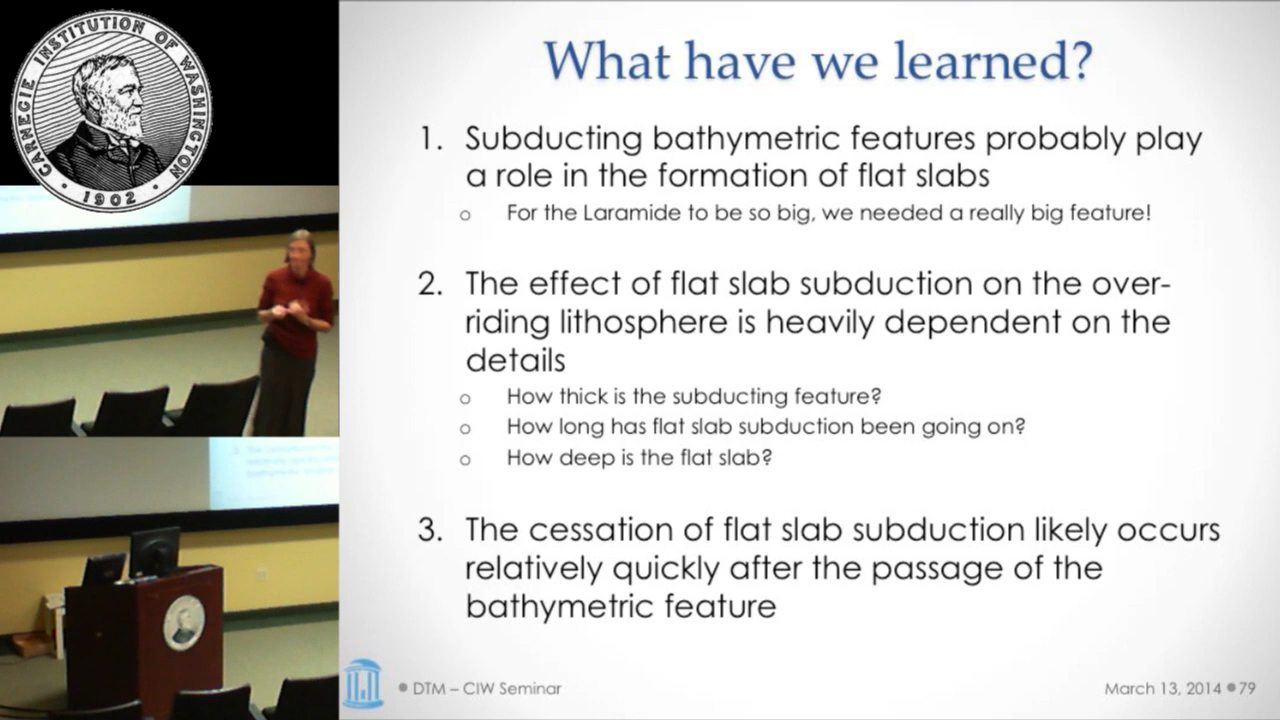 CARNEGIE INSTITUTION OF WASHINGTON
1902
What have we learned?
1. Subducting bathymetric features probably play
a role in the formation of flat slabs
o For the Laramide to be so big, we needed a really big feature!
2. The effect of flat slab subduction on the over-
riding lithosphere is heavily dependent on the
details
o How thick is the subducting feature?
o How long has flat slab subduction been going on?
o How deep is the flat slab?
3. The cessation of flat slab subduction likely occurs
relatively quickly after the passage of the
bathymetric feature
• DTM – CIW Seminar
March 13, 2014 • 79